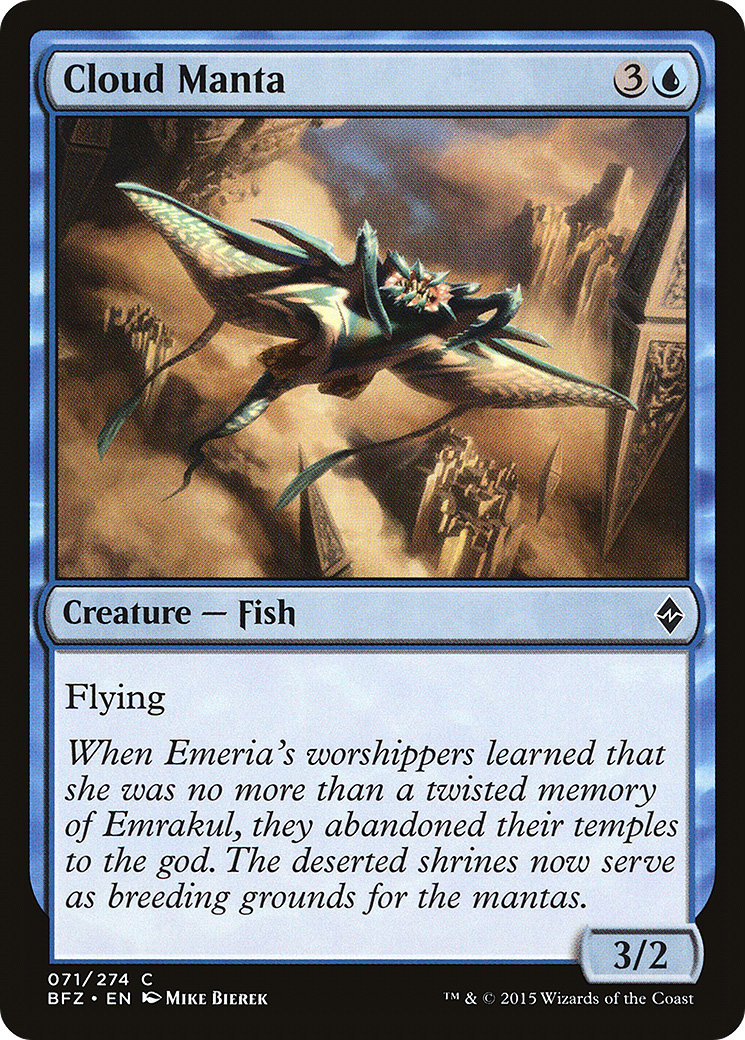 Cloud Manta 3
Creature — Fish
Flying
When Emeria's worshippers learned that
she was no more than a twisted memory
of Emrakul, they abandoned their temples
to the god. The deserted shrines now serve
as breeding grounds for the mantas.
3/2
071/274 C
BFZ • EN Mike Bierek ™ & © 2015 Wizards of the Coast